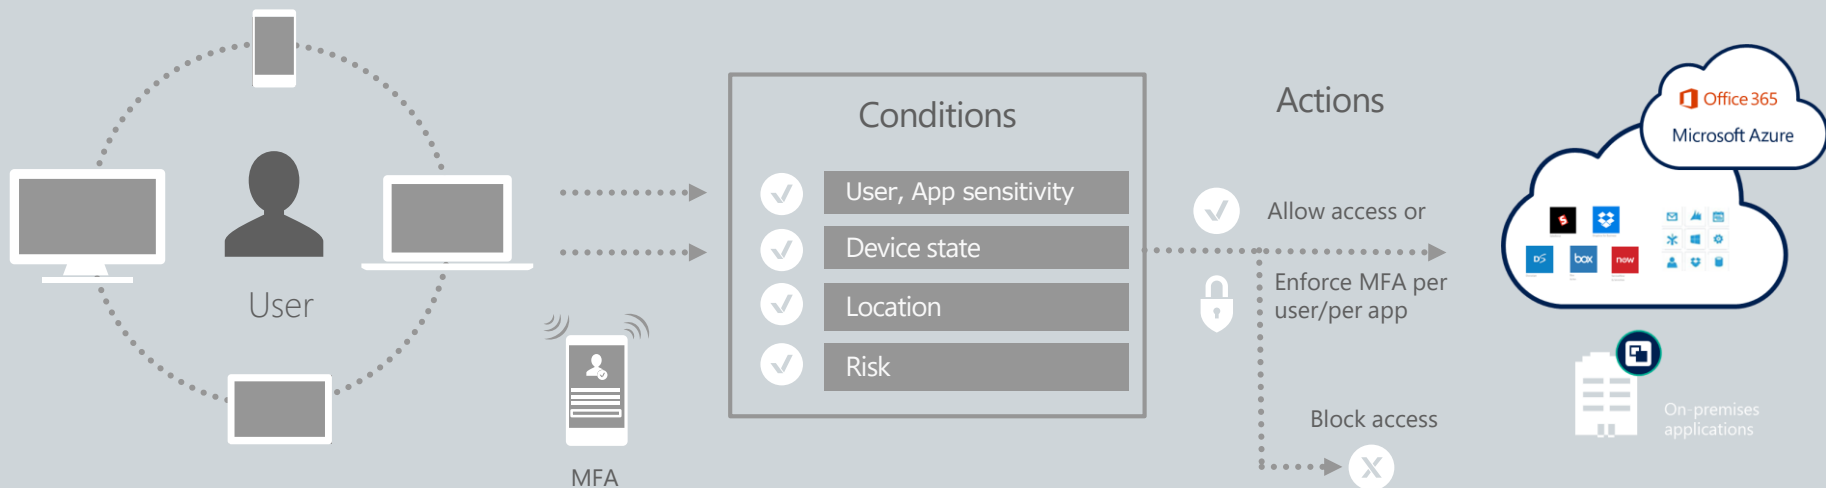 User
MFA
Conditions
User, App sensitivity
Device state
Location
Risk
Actions
Allow access or
Enforce MFA per
user/per app
Block access
Office 365
Microsoft Azure
box
now
On-premises
applications